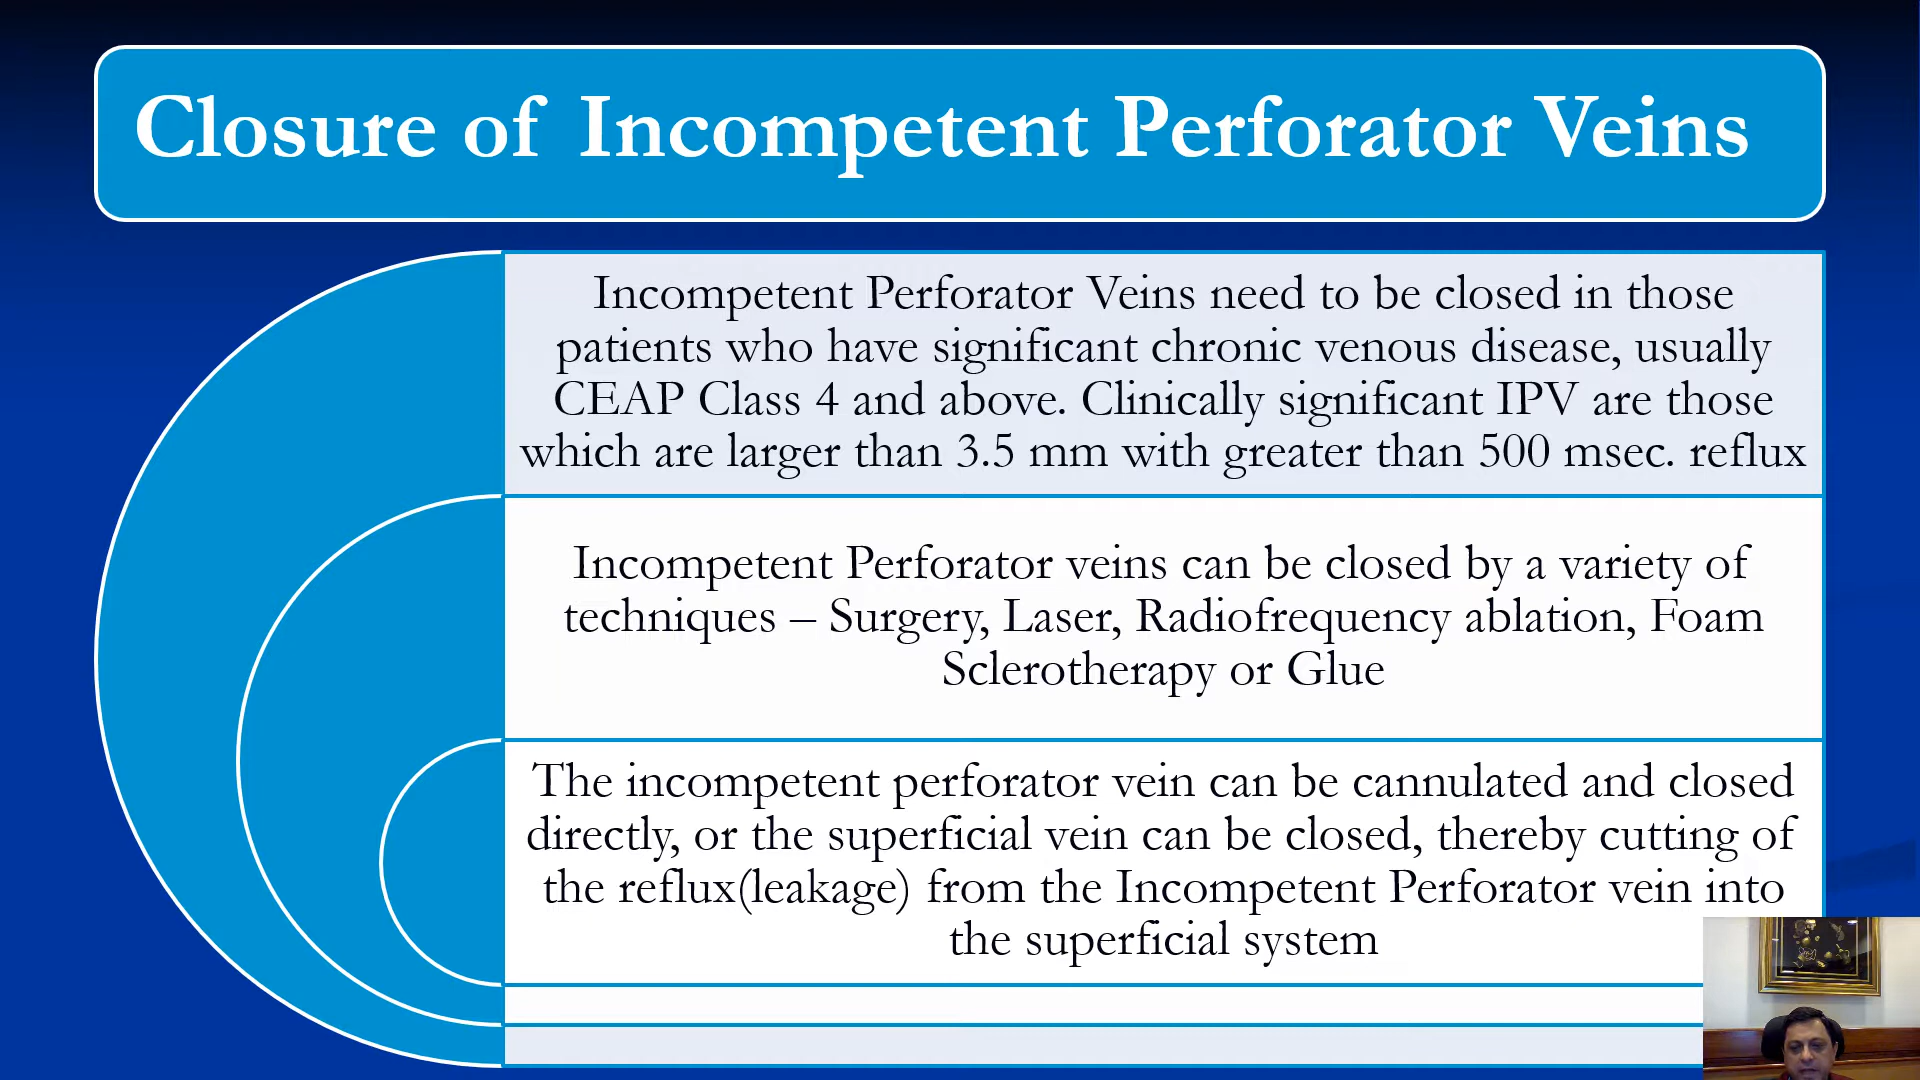 Closure of Incompetent Perforator Veins
Incompetent Perforator Veins need to be closed in those
patients who have significant chronic venous disease, usually
CEAP Class 4 and above. Clinically significant IPV are those
which are larger than 3.5 mm with greater than 500 msec. reflux
Incompetent Perforator veins can be closed by a variety of
techniques – Surgery, Laser, Radiofrequency ablation, Foam
Sclerotherapy or Glue
The incompetent perforator vein can be cannulated and closed
directly, or the superficial vein can be closed, thereby cutting of
the reflux(leakage) from the Incompetent Perforator vein into
the superficial system